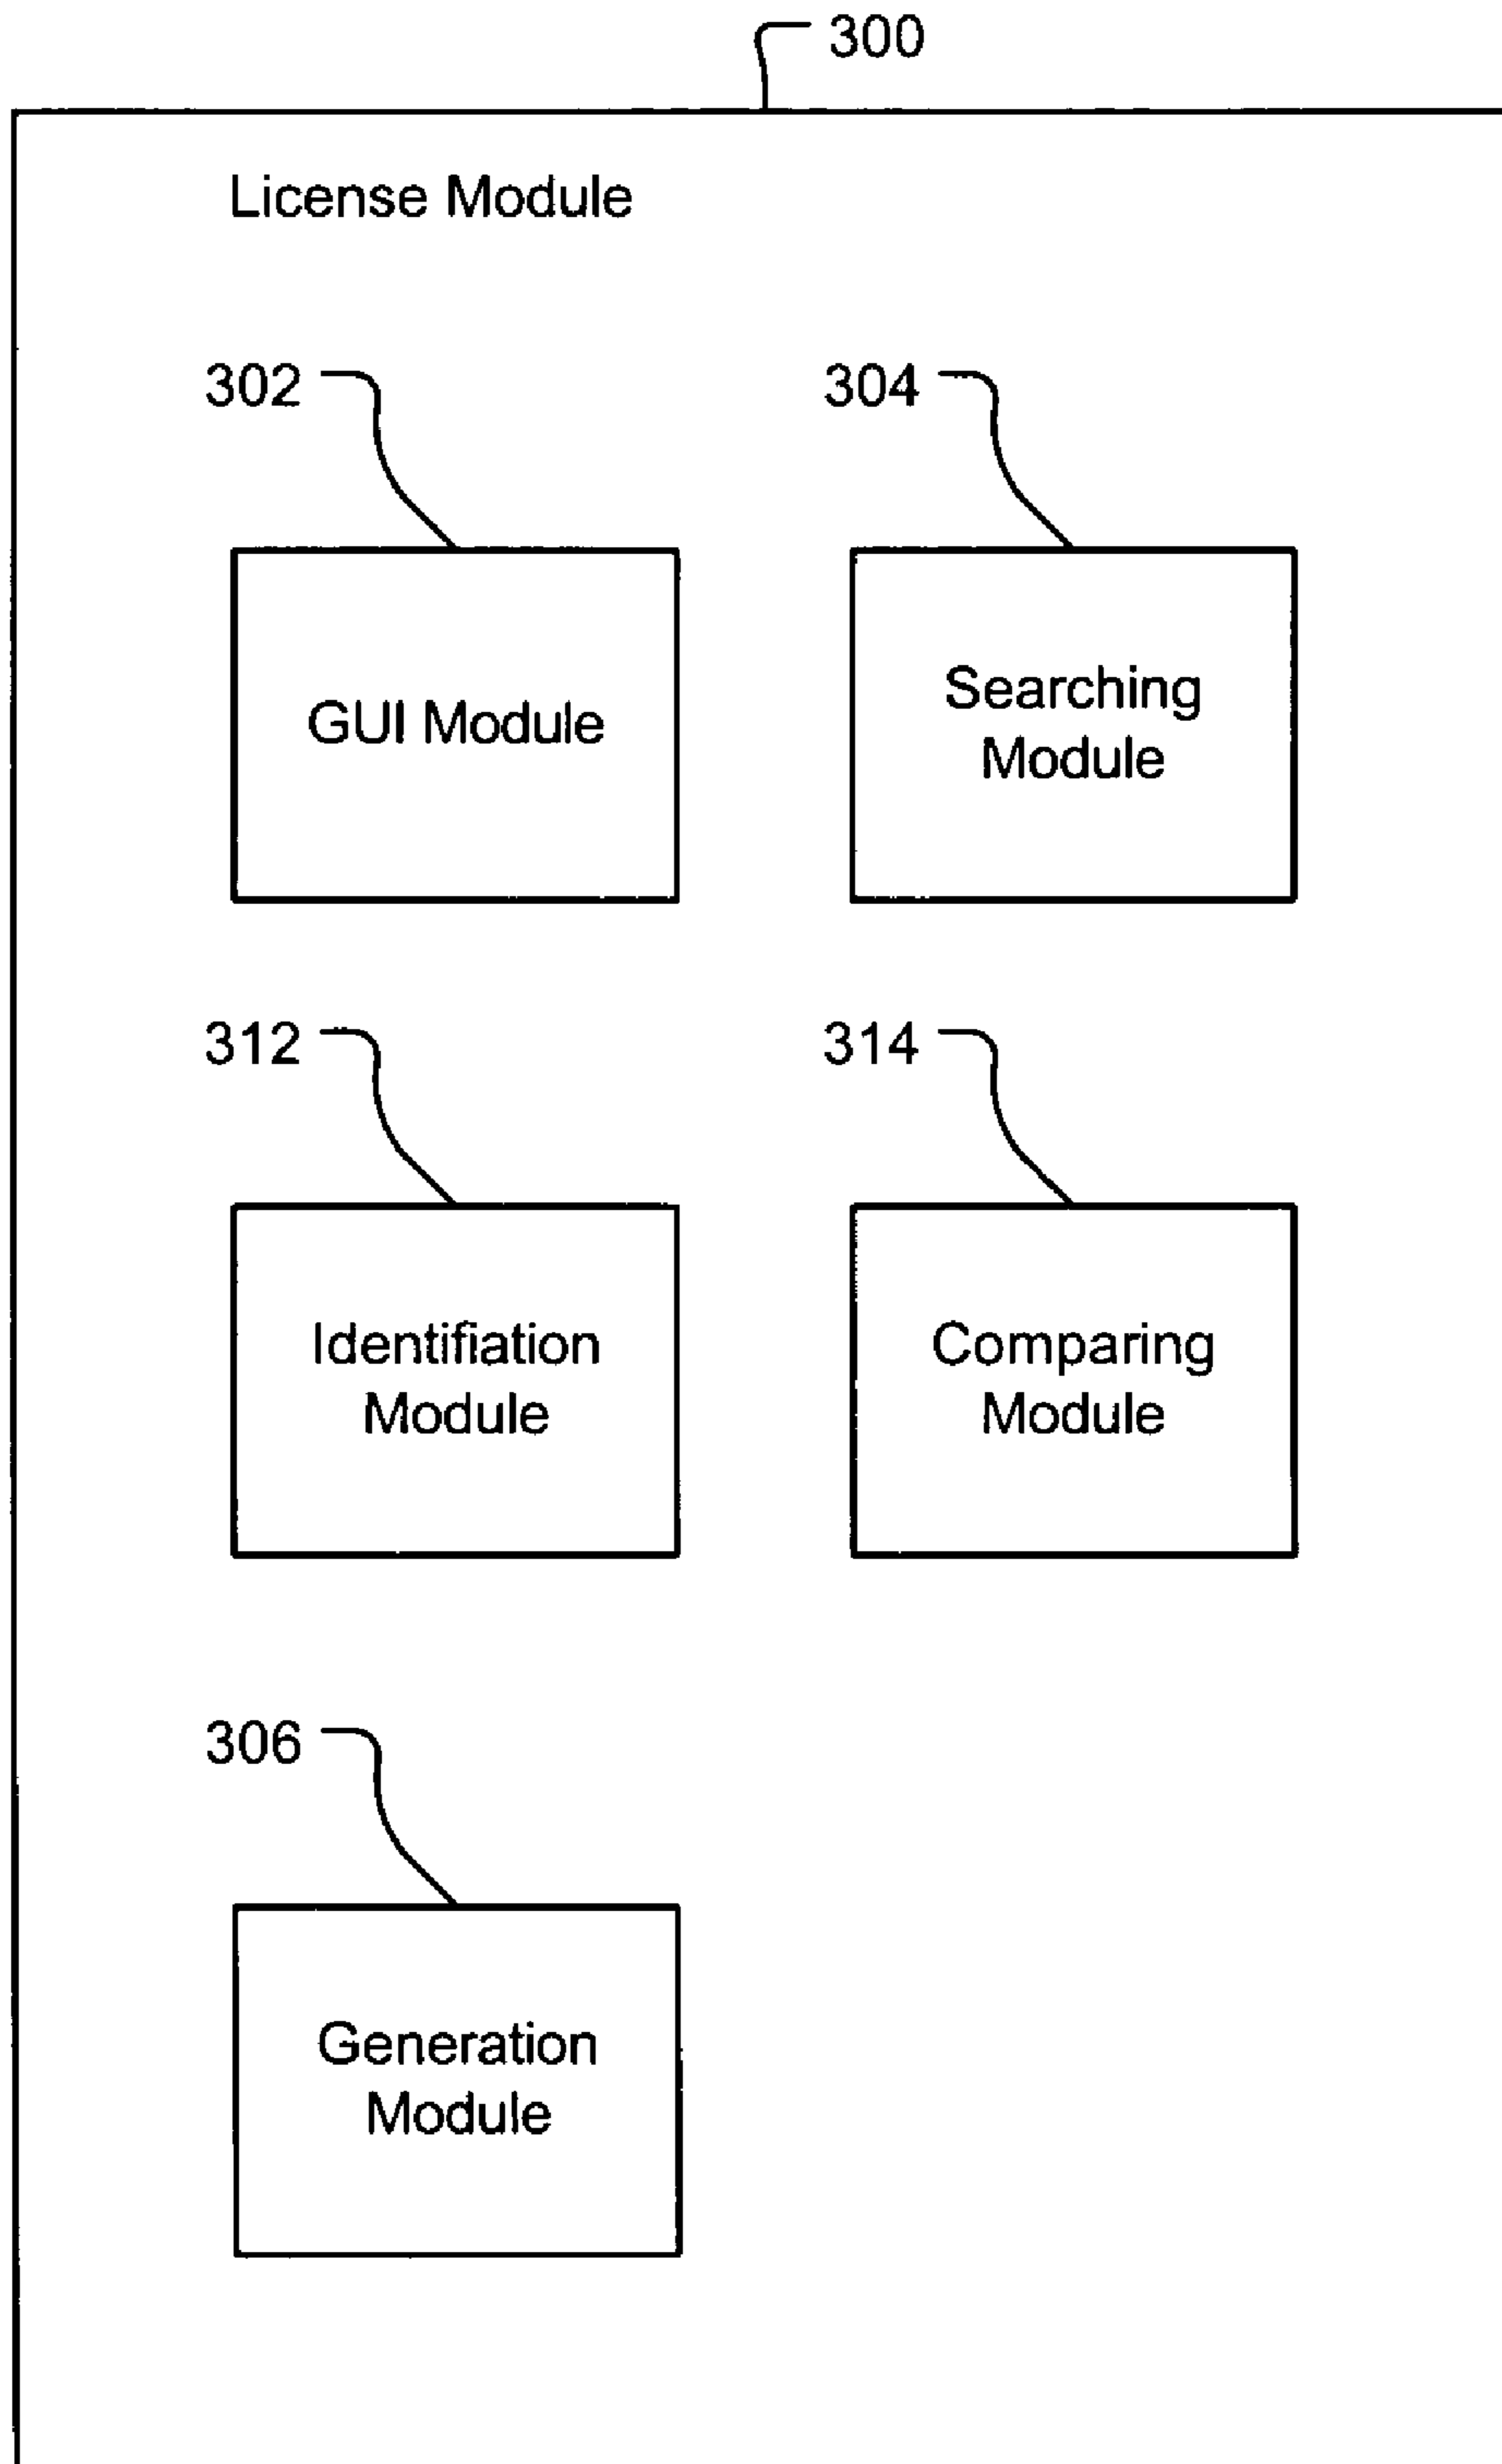 300
License Module
302
304
GUI Module
Searching
Module
312
314
Identifiation
Module
Comparing
Module
306
Generation
Module